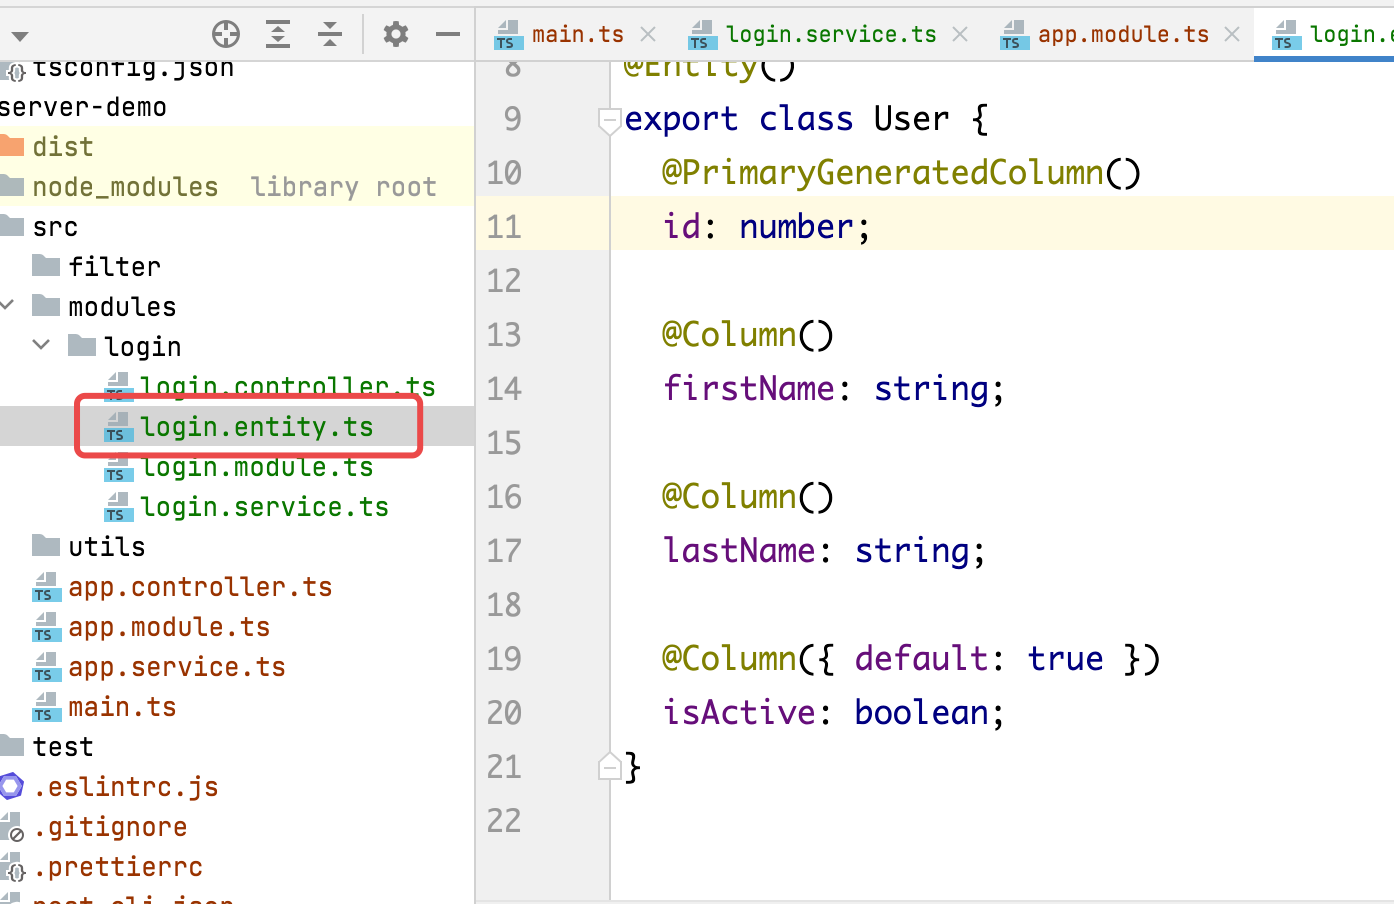 main.ts
login.service.ts
app.module.ts
login.e
tsconfig.json
server-demo
dist
node_modules library root
src
filter
modules
login
login.controller.ts
login.entity.ts
login.module.ts
login.service.ts
utils
app.controller.ts
app.module.ts
app.service.ts
main.ts
test
.eslintrc.js
.gitignore
.prettierrc
nest-cli.json
8 @Entity()
9 export class User {
10 @PrimaryGeneratedColumn()
11 id: number;
12
13 @Column()
14 firstName: string;
15
16 @Column()
17 lastName: string;
18
19 @Column({ default: true })
20 isActive: boolean;
21 }
22